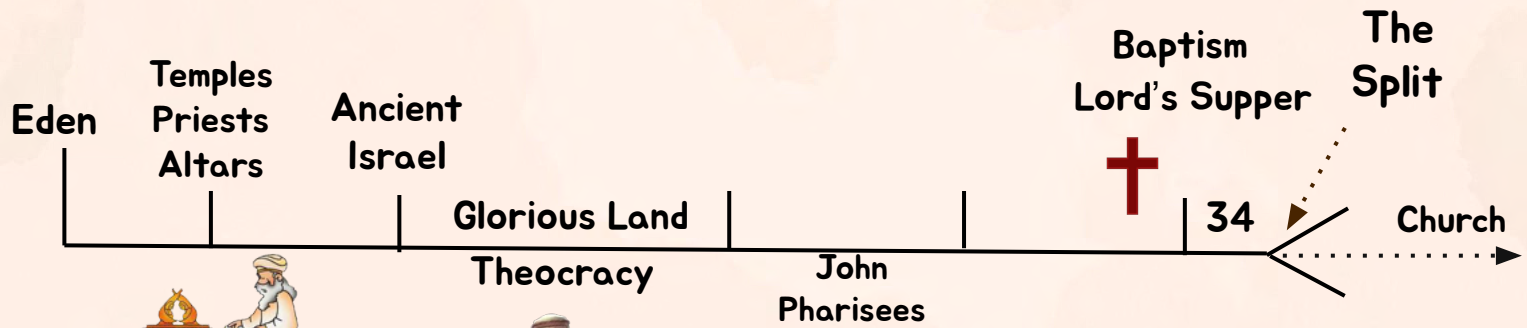 Eden
Temples
Priests
Altars
Ancient
Israel
Glorious Land
Theocracy
John
Pharisees
Baptism
Lord's Supper
34
The
Split
Church